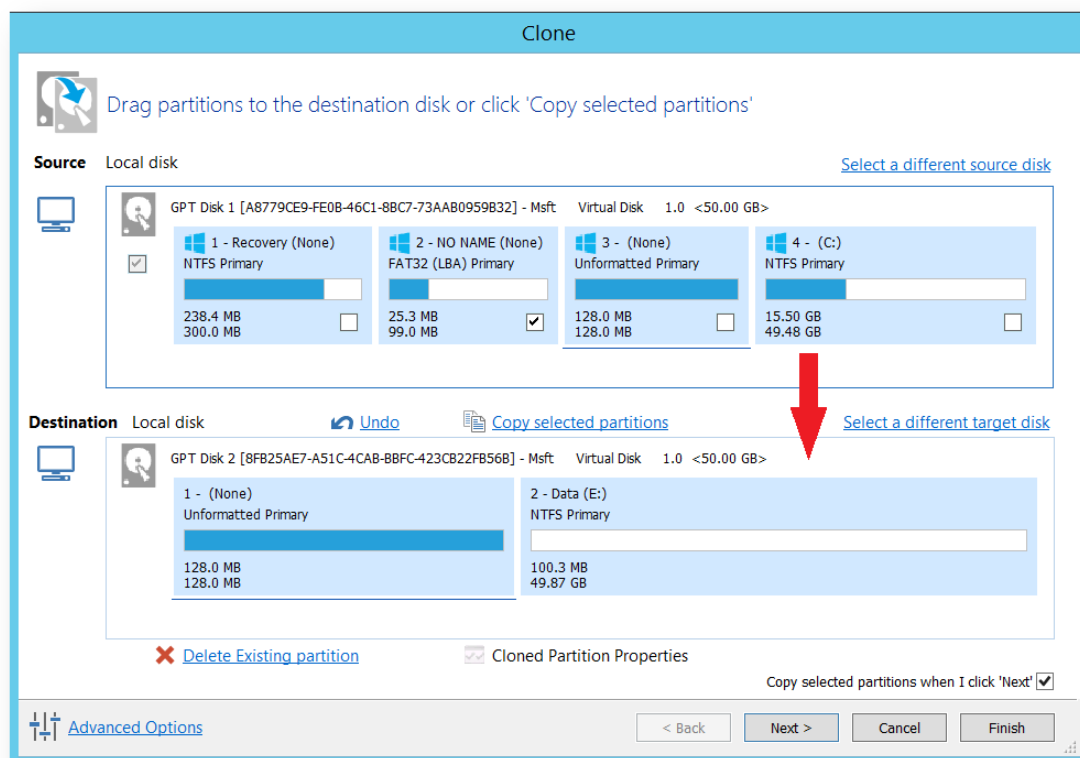 Clone
Drag partitions to the destination disk or click 'Copy selected partitions'
Source Local disk Select a different source disk
GPT Disk 1 [A8779CE9-FE0B-46C1-8BC7-73AAB0959B32] - Msft Virtual Disk 1.0 <50.00 GB>
1 - Recovery (None) 2 - NO NAME (None) 3 - (None) 4 - (C:)
NTFS Primary FAT32 (LBA) Primary Unformatted Primary NTFS Primary
238.4 MB 25.3 MB 128.0 MB 15.50 GB
300.0 MB 99.0 MB 128.0 MB 49.48 GB
Destination Local disk Undo Copy selected partitions Select a different target disk
GPT Disk 2 [8FB25AE7-A51C-4CAB-BBFC-423CB22FB56B] - Msft Virtual Disk 1.0 <50.00 GB>
1 - (None) 2 - Data (E:)
Unformatted Primary NTFS Primary
128.0 MB 100.3 MB
128.0 MB 49.87 GB
Delete Existing partition Cloned Partition Properties
Copy selected partitions when I click 'Next'
Advanced Options < Back Next > Cancel Finish